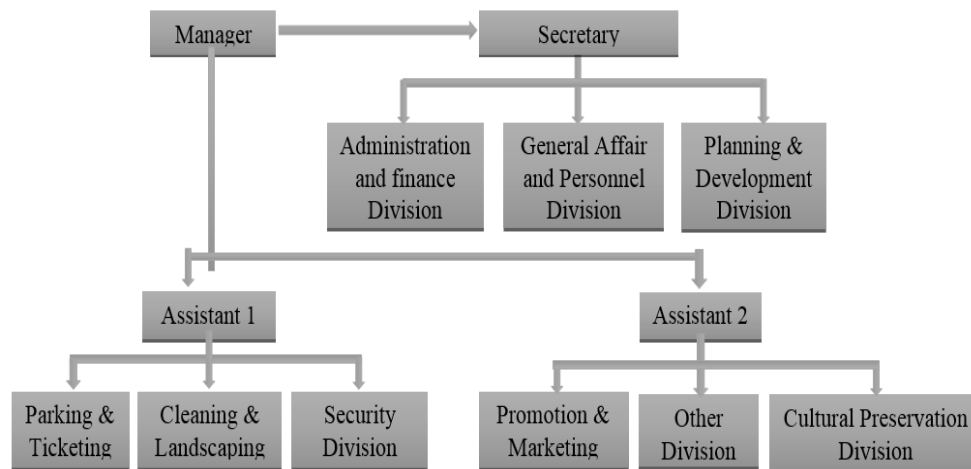 Manager
Secretary
Administration
and finance
Division
General Affair
and Personnel
Division
Planning &
Development
Division
Assistant 1
Assistant 2
Parking &
Ticketing
Cleaning &
Landscaping
Security
Division
Promotion &
Marketing
Other
Division
Cultural Preservation
Division